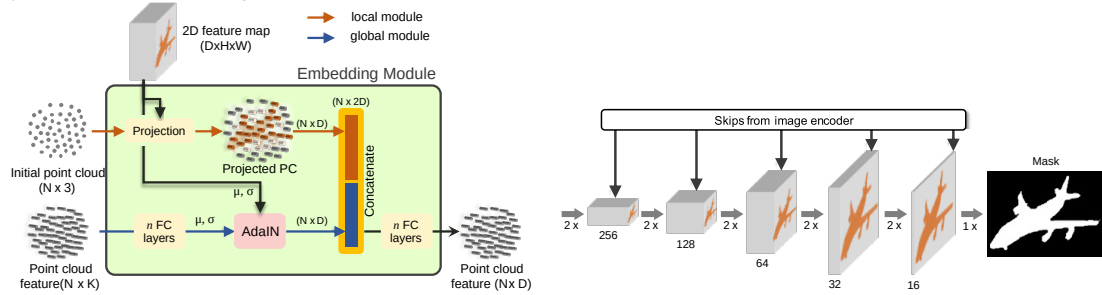 2D feature map
(DxHxW)
local module
global module
Embedding Module
(N x 2D)
Projection
(N x D)
Projected PC
Initial point cloud
(N x 3)
μ, σ
Concatenate
n FC
layers
μ, σ
AdaIN
(N x D)
n FC
layers
Point cloud
feature(N x K)
Point cloud
feature (N x D)
Skips from image encoder
Mask
2 x
256
2 x
128
2 x
64
2 x
32
2 x
16
1 x